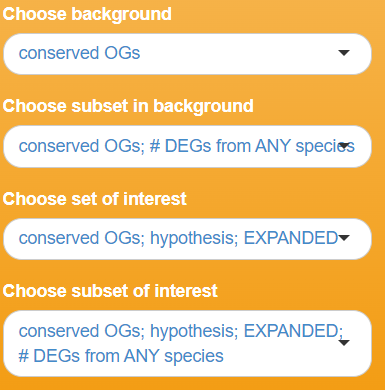 Choose background
conserved OGs
Choose subset in background
conserved OGs; # DEGs from ANY species
Choose set of interest
conserved OGs; hypothesis; EXPANDED
Choose subset of interest
conserved OGs; hypothesis; EXPANDED;
# DEGs from ANY species